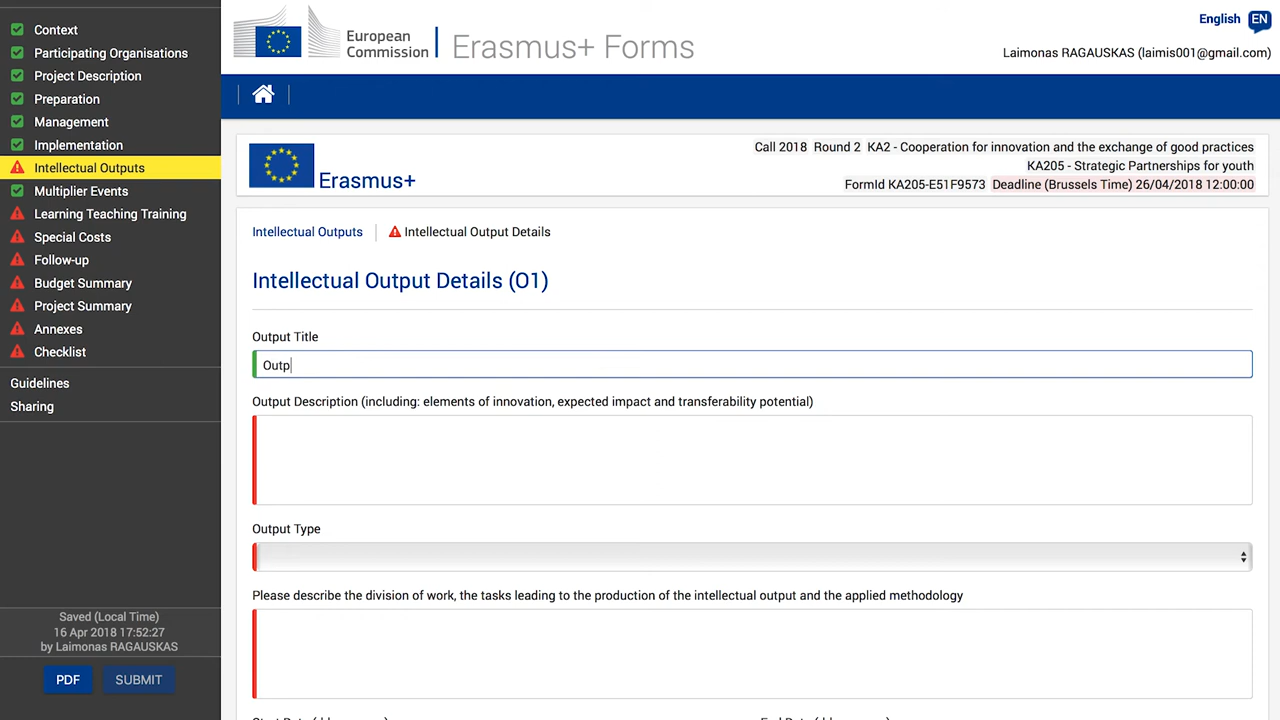 Context
Participating Organisations
Project Description
Preparation
Management
Implementation
Intellectual Outputs
Multiplier Events
Learning Teaching Training
Special Costs
Follow-up
Budget Summary
Project Summary
Annexes
Checklist
Guidelines
Sharing
Saved (Local Time)
16 Apr 2018 17:52:27
by Laimonas RAGAUSKAS
PDF SUBMIT
European
Commission
Erasmus+ Forms
English EN
Laimonas RAGAUSKAS (laimis001@gmail.com)
Erasmus+
Call 2018 Round 2 KA2 - Cooperation for innovation and the exchange of good practices
KA205 - Strategic Partnerships for youth
FormId KA205-E51F9573 Deadline (Brussels Time) 26/04/2018 12:00:00
Intellectual Outputs Intellectual Output Details
Intellectual Output Details (O1)
Output Title
Outp
Output Description (including: elements of innovation, expected impact and transferability potential)
Output Type
Please describe the division of work, the tasks leading to the production of the intellectual output and the applied methodology